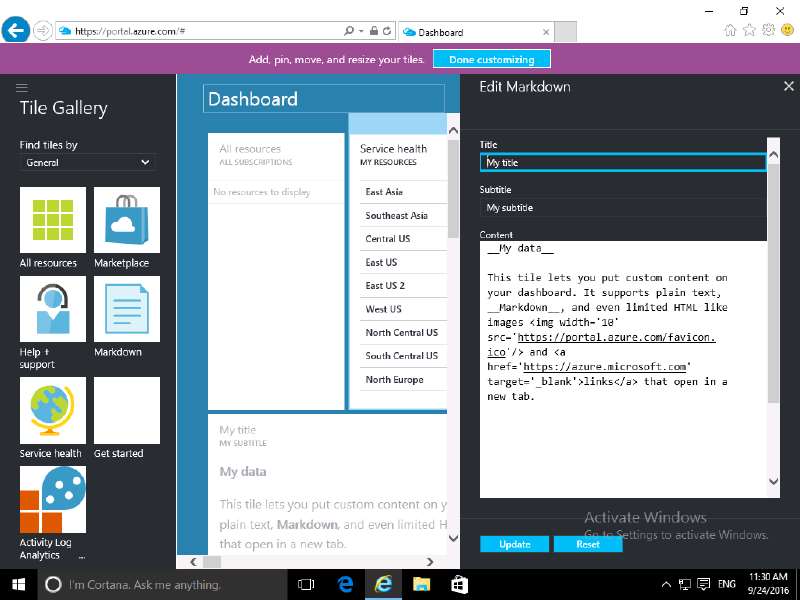 https://portal.azure.com/#
Dashboard
Add, pin, move, and resize your tiles.
Done customizing
Tile Gallery
Find tiles by
General
All resources
Marketplace
Help +
support
Markdown
Service health
Get started
Activity Log
Analytics
...
Dashboard
All resources
ALL SUBSCRIPTIONS
No resources to display
Service health
MY RESOURCES
East Asia
Southeast Asia
Central US
East US
East US 2
West US
North Central US
South Central US
North Europe
My title
MY SUBTITLE
My data
This tile lets you put custom content on y
plain text, Markdown, and even limited H
that open in a new tab.
Edit Markdown
Title
My title
Subtitle
My subtitle
Content
__My data__
This tile lets you put custom content on
your dashboard. It supports plain text,
__Markdown__, and even limited HTML like
images <img width='10'
src='https://portal.azure.com/favicon.
ico'/> and <a
href='https://azure.microsoft.com'
target='_blank'>links</a> that open in a
new tab.
Activate Windows
Go to Settings to activate Windows.
Update
Reset
I'm Cortana. Ask me anything.
ENG
11:30 AM
9/24/2016